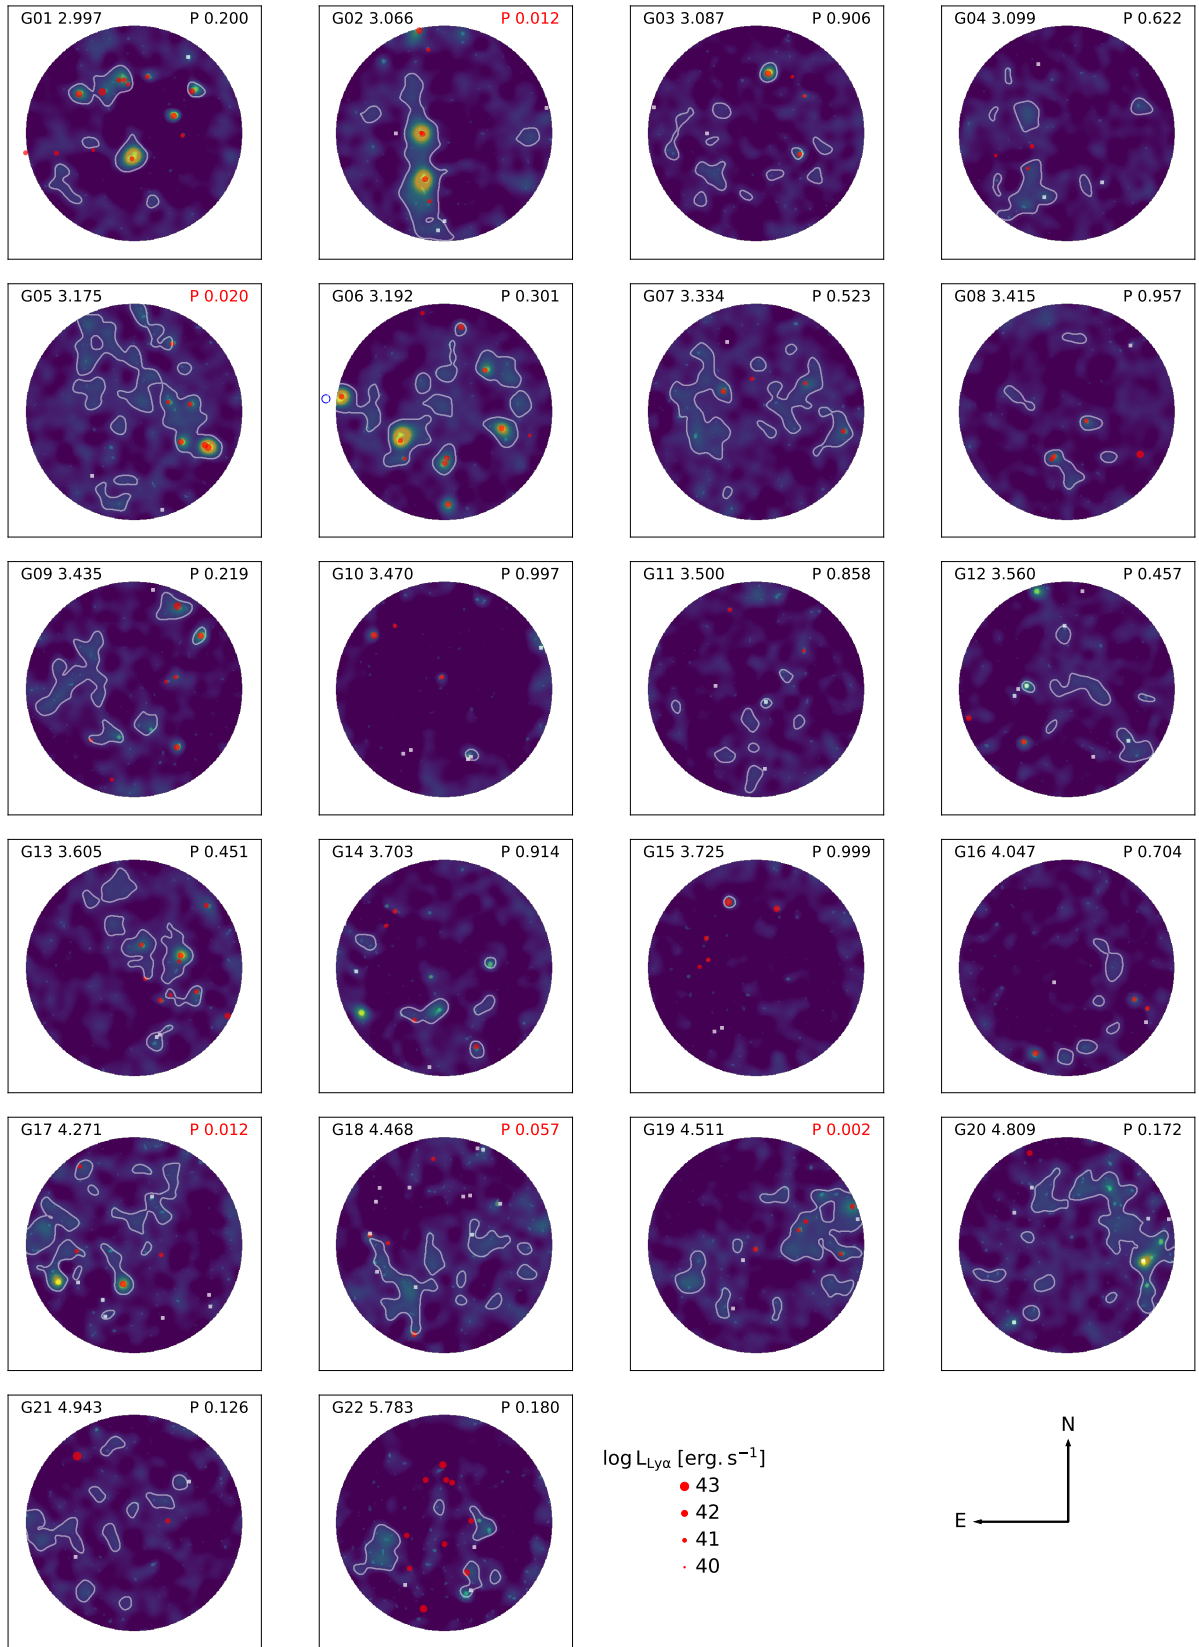 G01 2.997 P 0.200
G02 3.066 P 0.012
G03 3.087 P 0.906
G04 3.099 P 0.622
G05 3.175 P 0.020
G06 3.192 P 0.301
G07 3.334 P 0.523
G08 3.415 P 0.957
G09 3.435 P 0.219
G10 3.470 P 0.997
G11 3.500 P 0.858
G12 3.560 P 0.457
G13 3.605 P 0.451
G14 3.703 P 0.914
G15 3.725 P 0.999
G16 4.047 P 0.704
G17 4.271 P 0.012
G18 4.468 P 0.057
G19 4.511 P 0.002
G20 4.809 P 0.172
G21 4.943 P 0.126
G22 5.783 P 0.180
log L_Lyα [erg. s⁻¹]
43
42
41
40
N
E